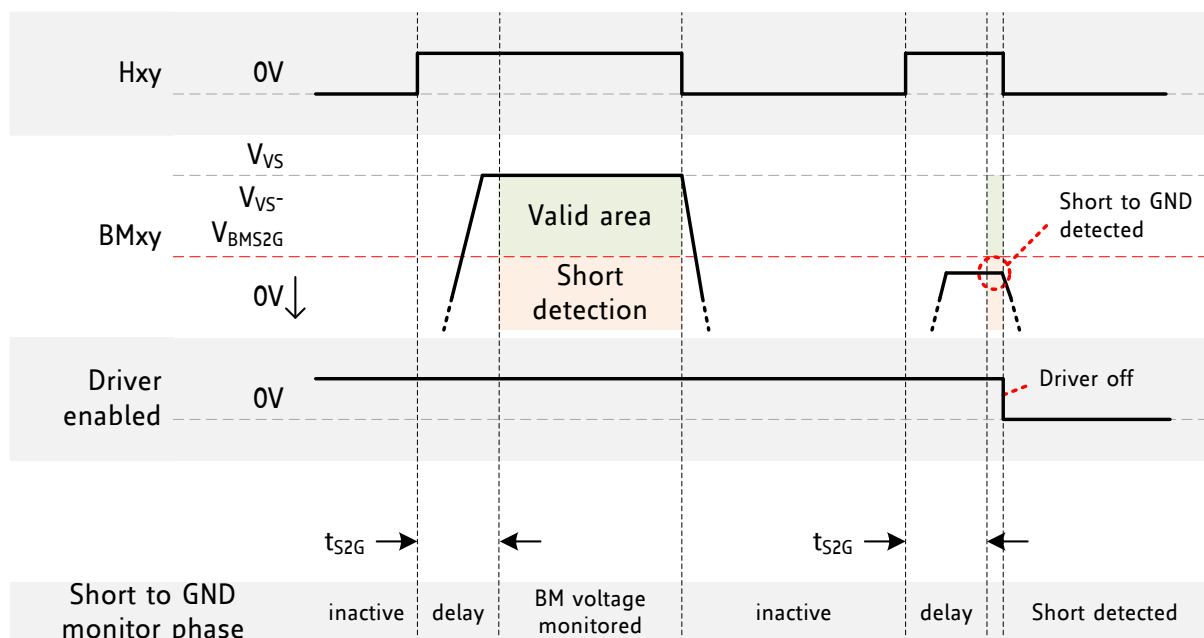 Hxy
0V
BMxy
VVS
VVS-
VBMS2G
0V
Valid area
Short
detection
Short to GND
detected
Driver
enabled
0V
Driver off
tS2G
tS2G
Short to GND
monitor phase
inactive
delay
BM voltage
monitored
inactive
delay
Short detected